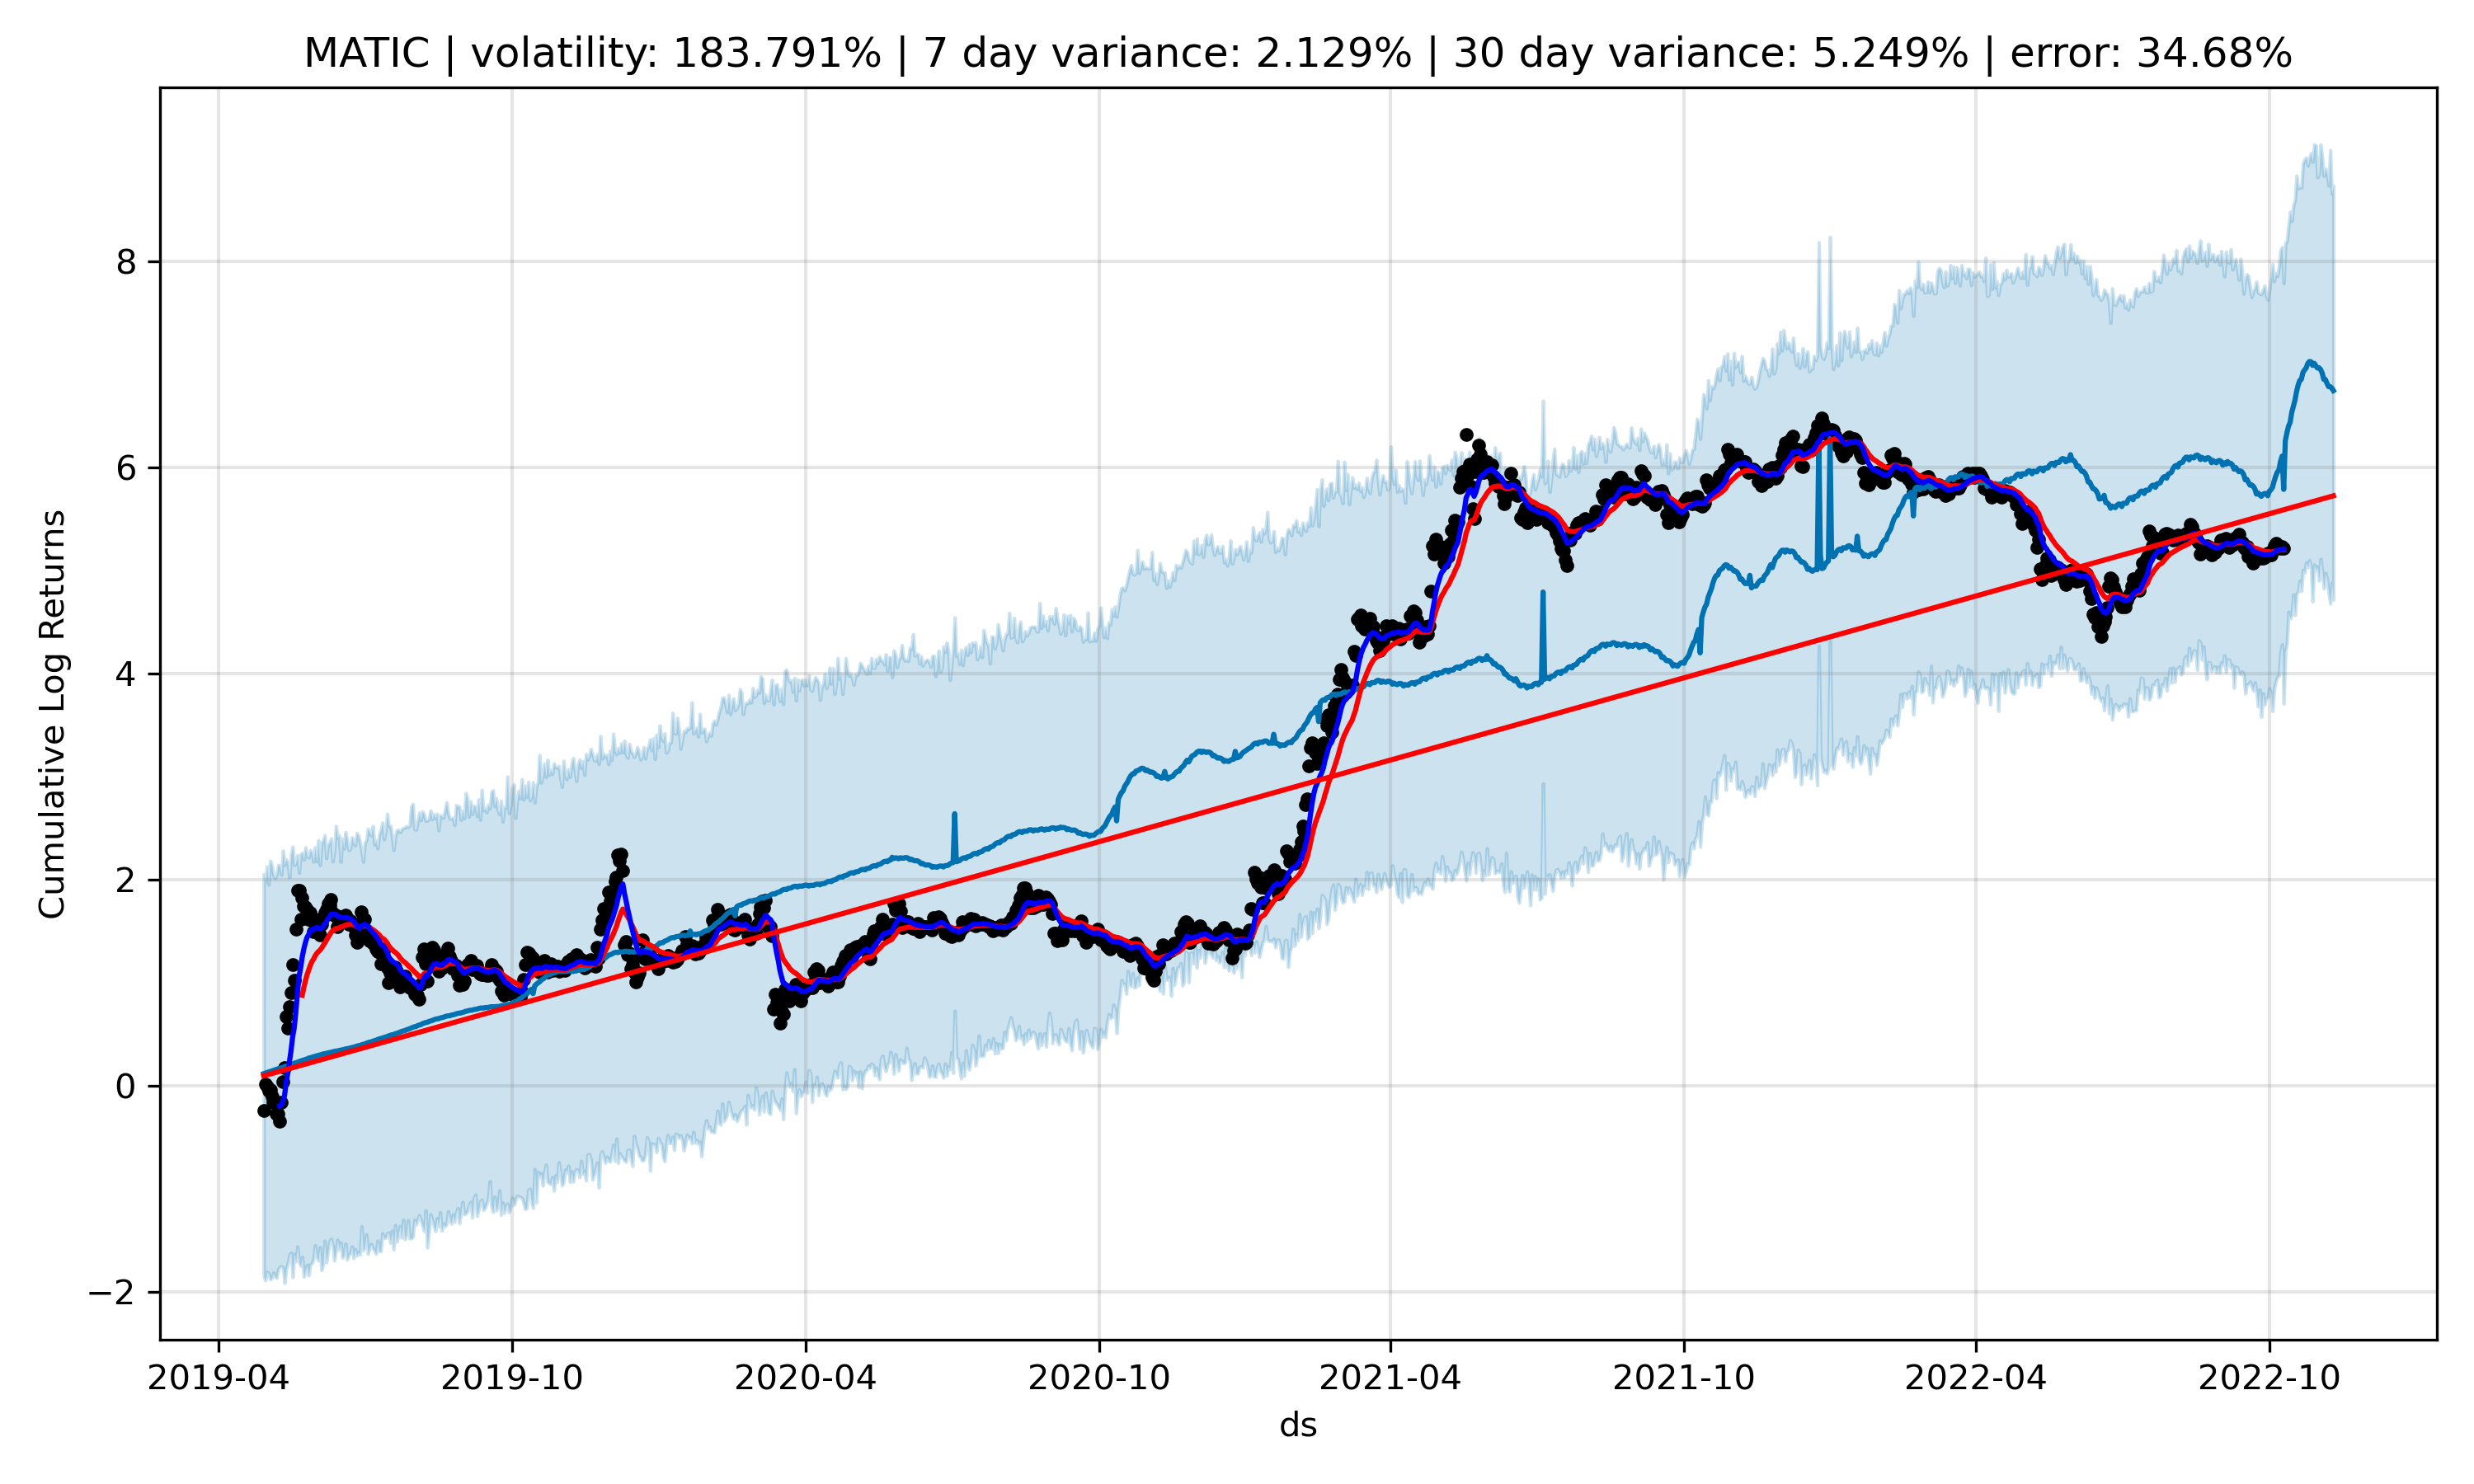 MATIC | volatility: 183.791% | 7 day variance: 2.129% | 30 day variance: 5.249% | error: 34.68%
Cumulative Log Returns
8
6
4
2
0
−2
2019-04 2019-10 2020-04 2020-10 2021-04 2021-10 2022-04 2022-10
ds